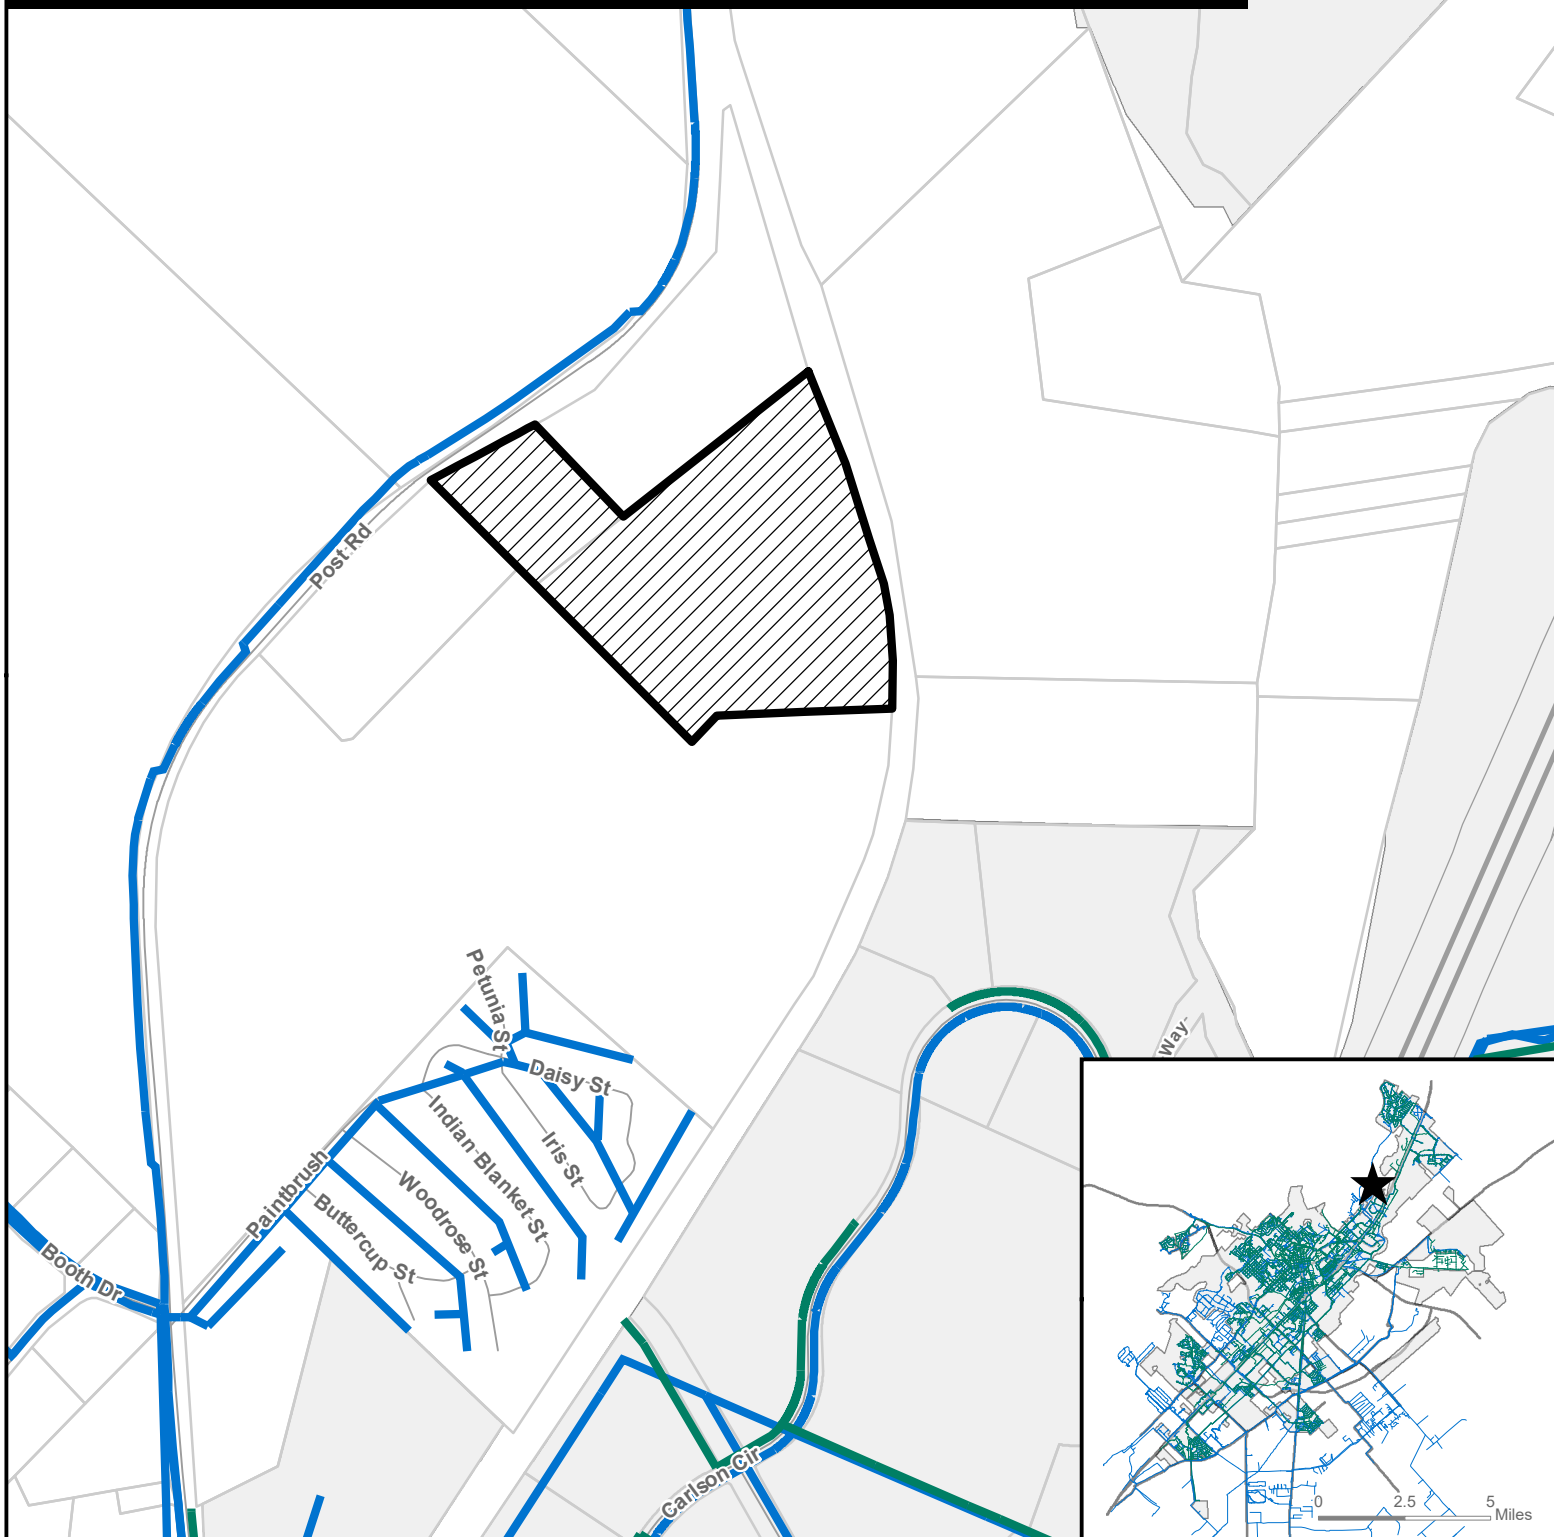 Post Rd
Petunia St
Daisy St
Indian Blanket St
Iris St
Paintbrush
Woodrose St
Buttercup St
Booth Dr
Carlson Cir
Way
0 2.5 5
Miles